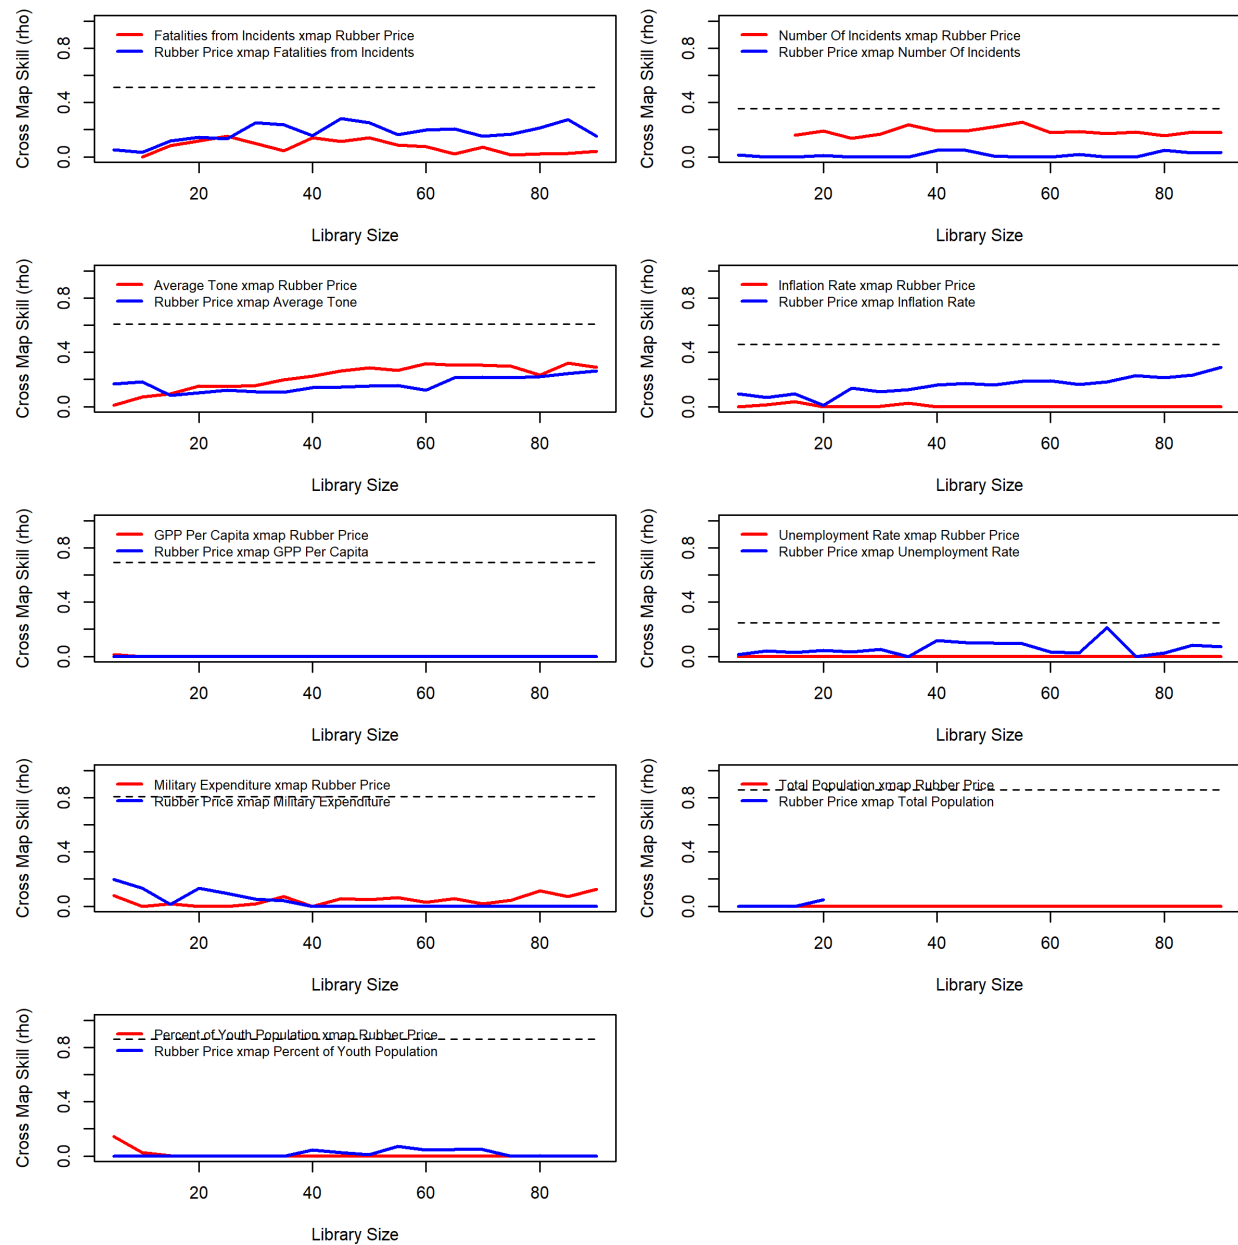 Cross Map Skill (rho)
0.0 0.4 0.8
Fatalities from Incidents xmap Rubber Price
Rubber Price xmap Fatalities from Incidents
20 40 60 80
Library Size
Cross Map Skill (rho)
0.0 0.4 0.8
Number Of Incidents xmap Rubber Price
Rubber Price xmap Number Of Incidents
20 40 60 80
Library Size
Cross Map Skill (rho)
0.0 0.4 0.8
Average Tone xmap Rubber Price
Rubber Price xmap Average Tone
20 40 60 80
Library Size
Cross Map Skill (rho)
0.0 0.4 0.8
Inflation Rate xmap Rubber Price
Rubber Price xmap Inflation Rate
20 40 60 80
Library Size
Cross Map Skill (rho)
0.0 0.4 0.8
GPP Per Capita xmap Rubber Price
Rubber Price xmap GPP Per Capita
20 40 60 80
Library Size
Cross Map Skill (rho)
0.0 0.4 0.8
Unemployment Rate xmap Rubber Price
Rubber Price xmap Unemployment Rate
20 40 60 80
Library Size
Cross Map Skill (rho)
0.0 0.4 0.8
Military Expenditure xmap Rubber Price
Rubber Price xmap Military Expenditure
20 40 60 80
Library Size
Cross Map Skill (rho)
0.0 0.4 0.8
Total Population xmap Rubber Price
Rubber Price xmap Total Population
20 40 60 80
Library Size
Cross Map Skill (rho)
0.0 0.4 0.8
Percent of Youth Population xmap Rubber Price
Rubber Price xmap Percent of Youth Population
20 40 60 80
Library Size